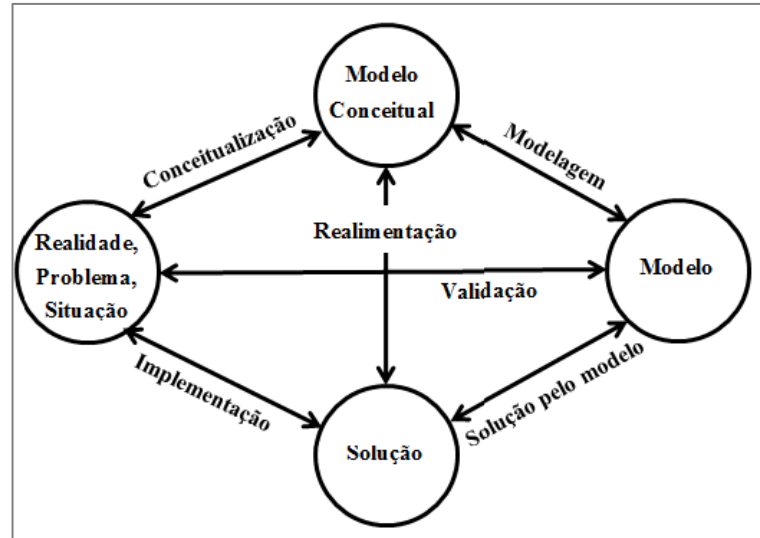 Modelo
Conceitual
Conceitualização
Modelagem
Realidade,
Problema,
Situação
Realimentação
Modelo
Validação
Implementação
Solução pelo modelo
Solução